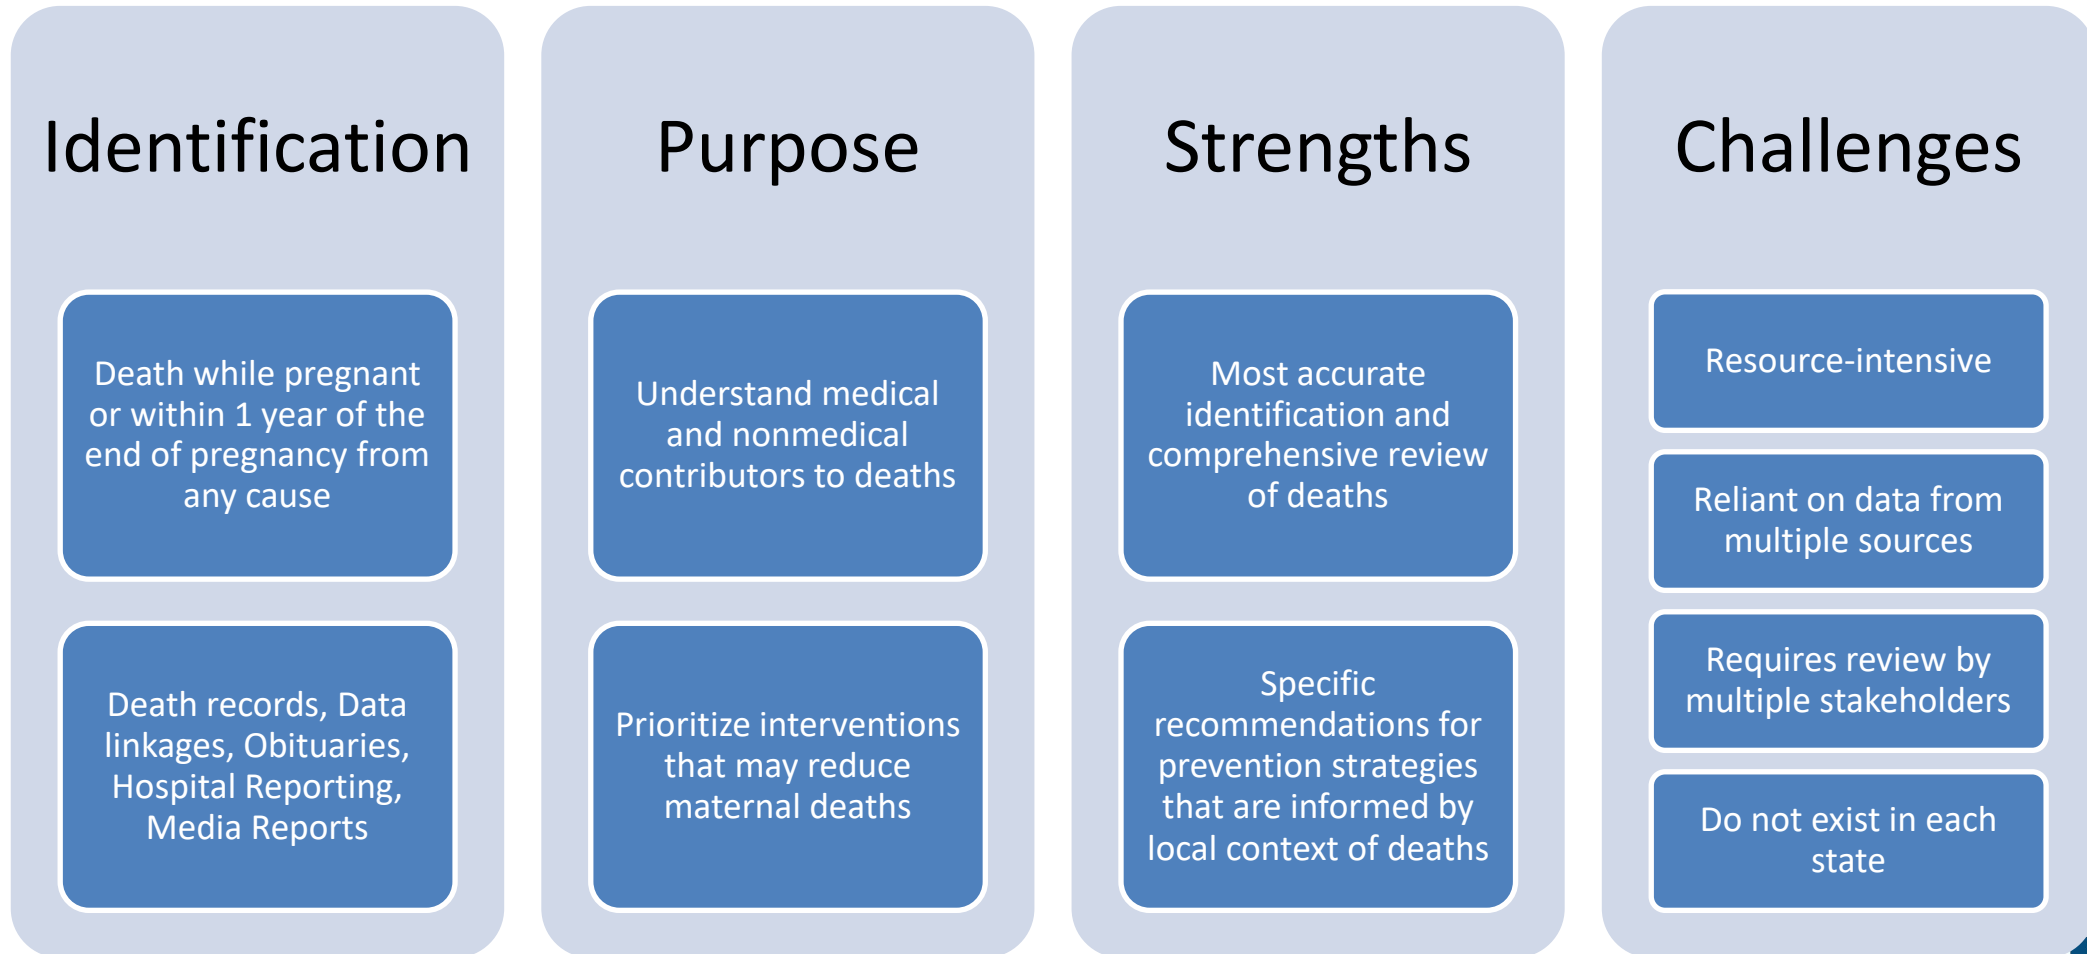 Identification
Death while pregnant
or within 1 year of the
end of pregnancy from
any cause
Death records, Data
linkages, Obituaries,
Hospital Reporting,
Media Reports
Purpose
Understand medical
and nonmedical
contributors to deaths
Prioritize interventions
that may reduce
maternal deaths
Strengths
Most accurate
identification and
comprehensive review
of deaths
Specific
recommendations for
prevention strategies
that are informed by
local context of deaths
Challenges
Resource-intensive
Reliant on data from
multiple sources
Requires review by
multiple stakeholders
Do not exist in each
state